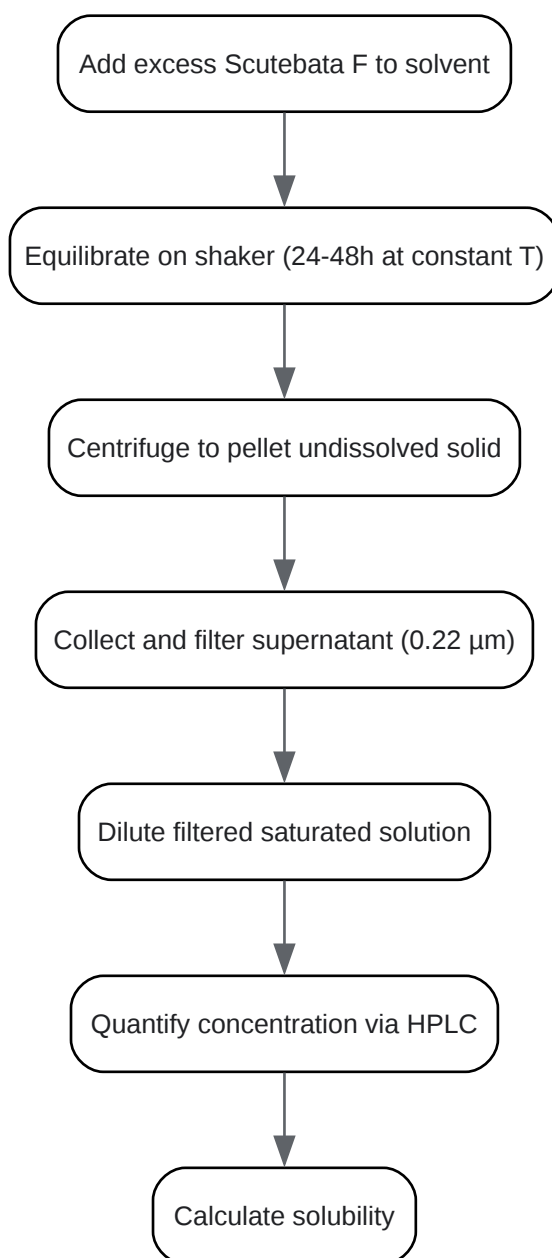 Add excess Scutebata F to solvent
Equilibrate on shaker (24-48h at constant T)
Centrifuge to pellet undissolved solid
Collect and filter supernatant (0.22 µm)
Dilute filtered saturated solution
Quantify concentration via HPLC
Calculate solubility